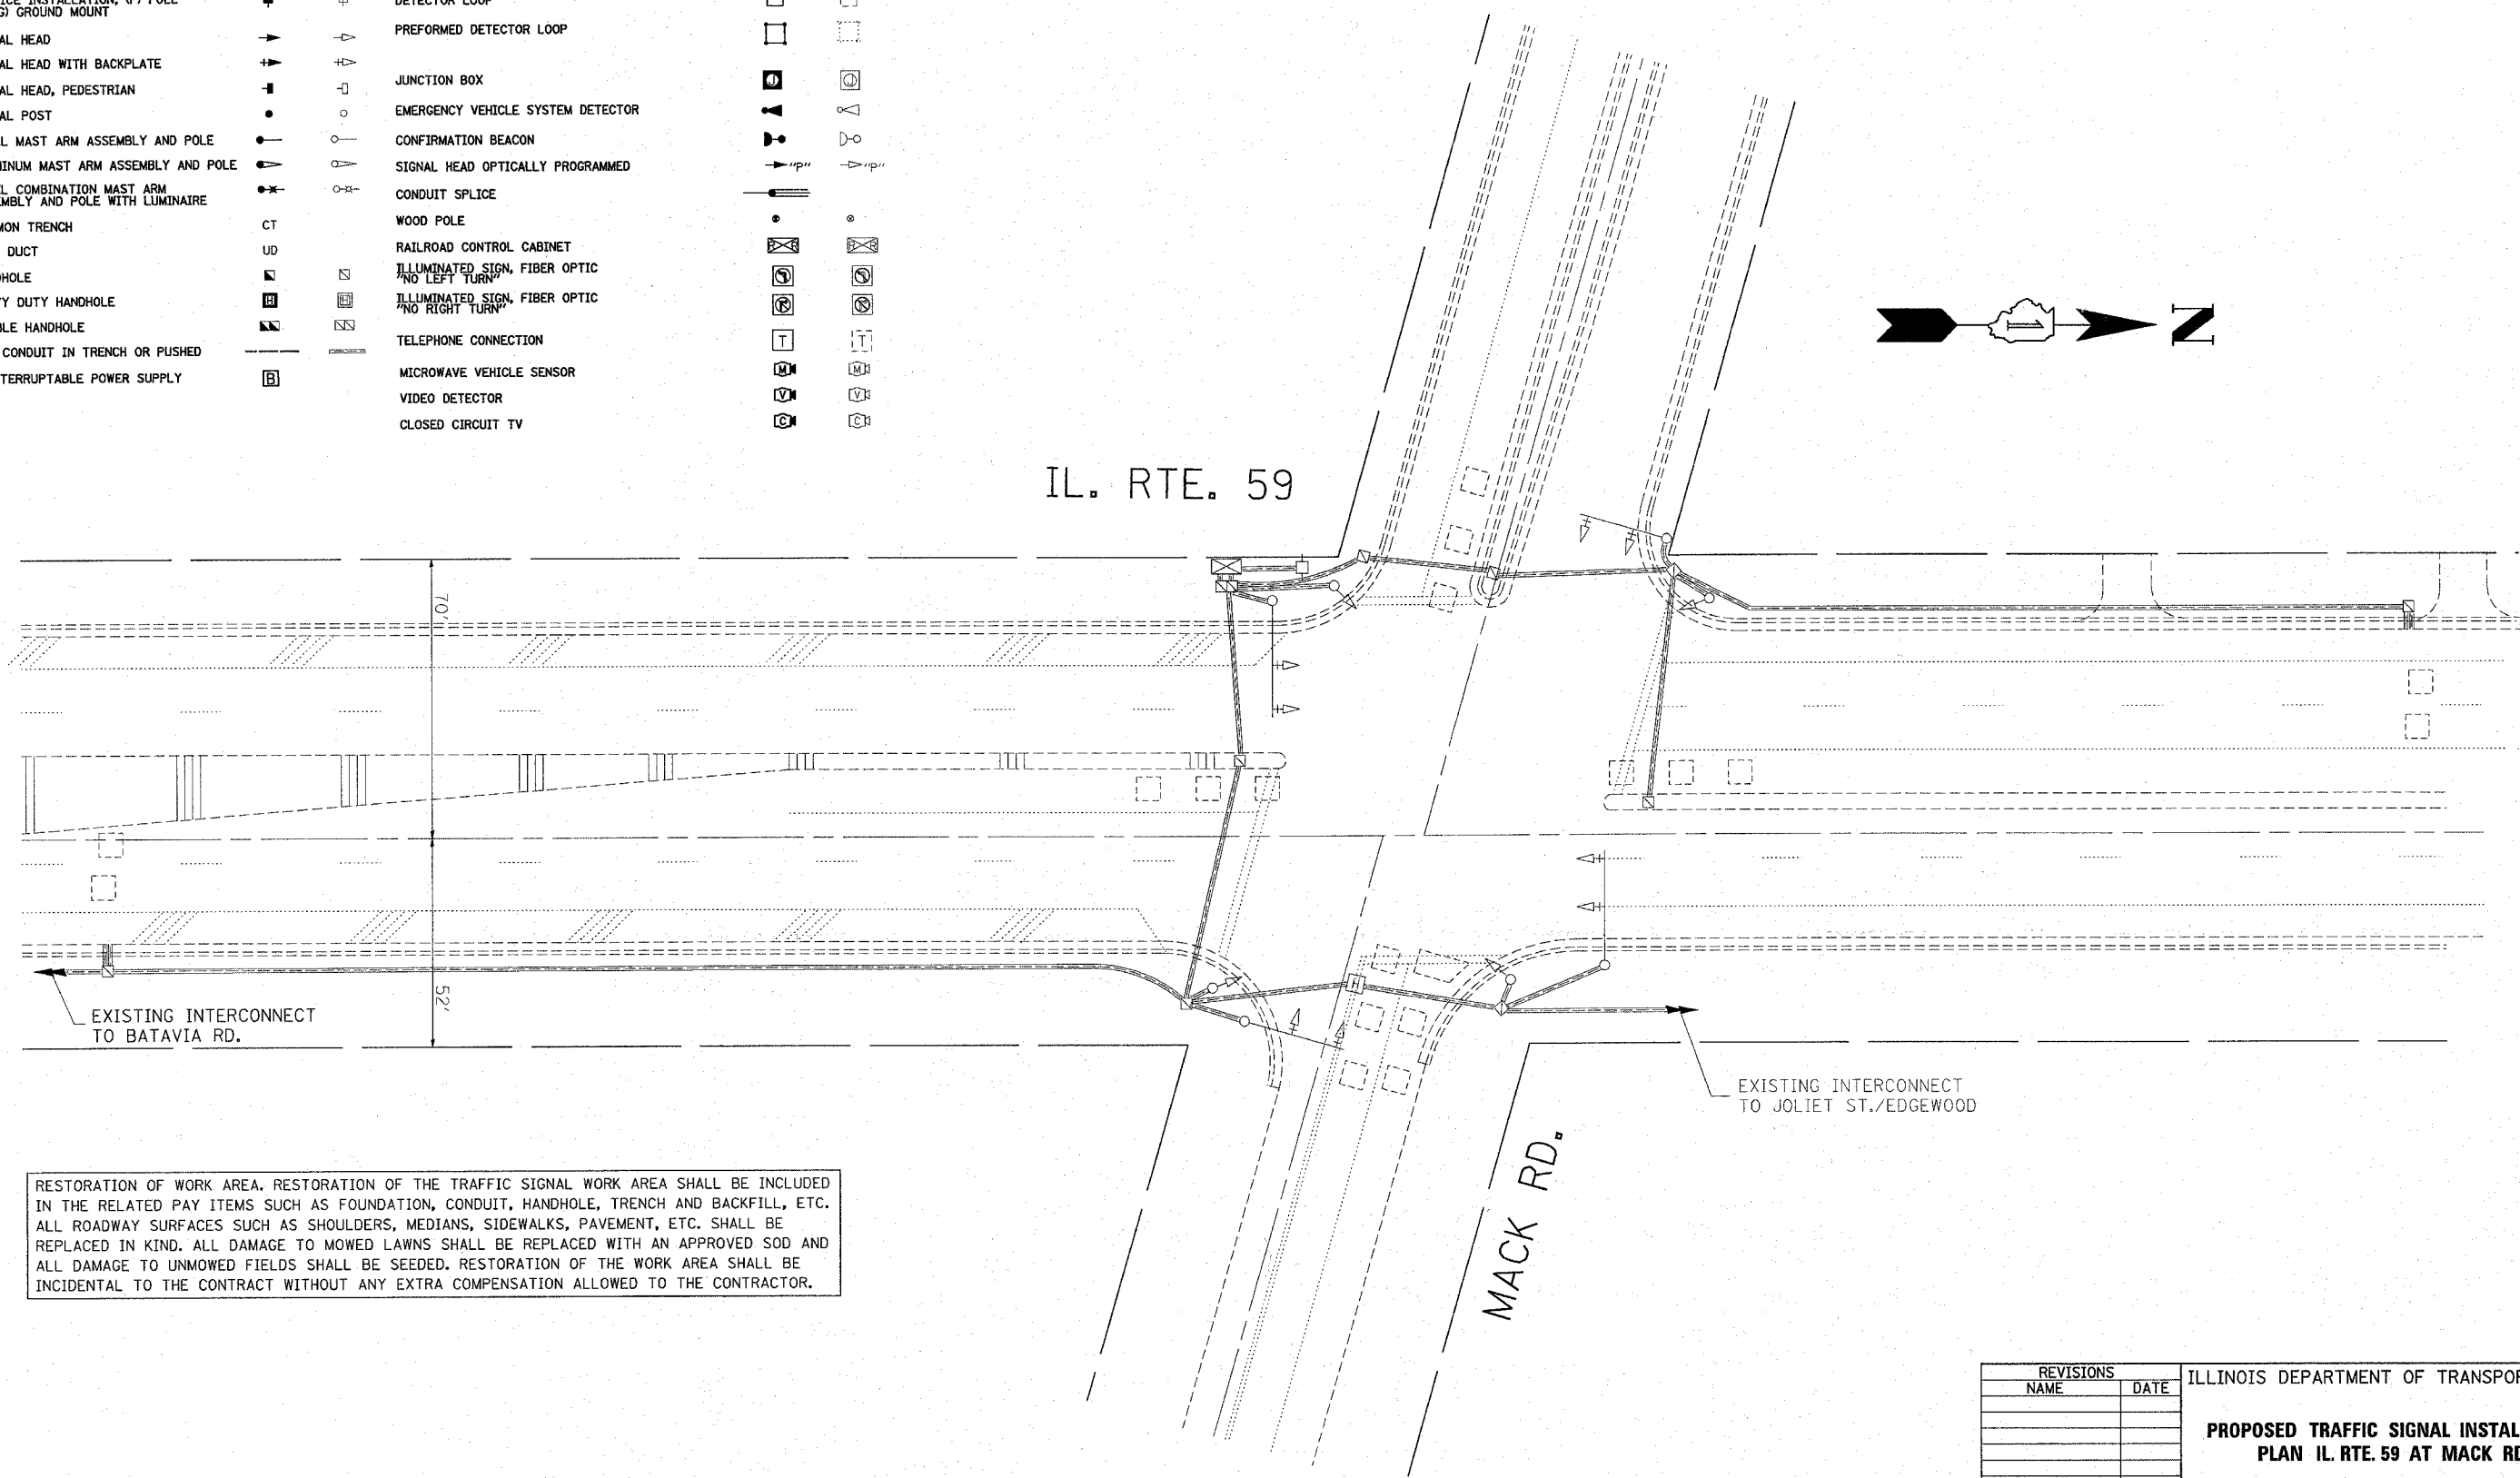 G) GROUND MOUNT
AL HEAD
AL HEAD WITH BACKPLATE
AL HEAD, PEDESTRIAN
AL POST
L MAST ARM ASSEMBLY AND POLE
INUM MAST ARM ASSEMBLY AND POLE
L COMBINATION MAST ARM
MBLY AND POLE WITH LUMINAIRE
MON TRENCH CT
DUCT UD
HOLE
Y DUTY HANDHOLE H H
BLE HANDHOLE
CONDUIT IN TRENCH OR PUSHED
TERRUPTABLE POWER SUPPLY B
DETECTOR LOOP
PREFORMED DETECTOR LOOP
JUNCTION BOX J J
EMERGENCY VEHICLE SYSTEM DETECTOR
CONFIRMATION BEACON
SIGNAL HEAD OPTICALLY PROGRAMMED "P" "P"
CONDUIT SPLICE
WOOD POLE
RAILROAD CONTROL CABINET
ILLUMINATED SIGN, FIBER OPTIC
"NO LEFT TURN"
ILLUMINATED SIGN, FIBER OPTIC
"NO RIGHT TURN"
TELEPHONE CONNECTION T T
MICROWAVE VEHICLE SENSOR M M
VIDEO DETECTOR V V
CLOSED CIRCUIT TV C C
N
IL. RTE. 59
70'
52'
H
EXISTING INTERCONNECT
TO BATAVIA RD.
EXISTING INTERCONNECT
TO JOLIET ST./EDGEWOOD
MACK RD.
RESTORATION OF WORK AREA. RESTORATION OF THE TRAFFIC SIGNAL WORK AREA SHALL BE INCLUDED
IN THE RELATED PAY ITEMS SUCH AS FOUNDATION, CONDUIT, HANDHOLE, TRENCH AND BACKFILL, ETC.
ALL ROADWAY SURFACES SUCH AS SHOULDERS, MEDIANS, SIDEWALKS, PAVEMENT, ETC. SHALL BE
REPLACED IN KIND. ALL DAMAGE TO MOWED LAWNS SHALL BE REPLACED WITH AN APPROVED SOD AND
ALL DAMAGE TO UNMOWED FIELDS SHALL BE SEEDED. RESTORATION OF THE WORK AREA SHALL BE
INCIDENTAL TO THE CONTRACT WITHOUT ANY EXTRA COMPENSATION ALLOWED TO THE CONTRACTOR.
REVISIONS
NAME DATE
ILLINOIS DEPARTMENT OF TRANSPO
PROPOSED TRAFFIC SIGNAL INSTAL
PLAN IL. RTE. 59 AT MACK RD